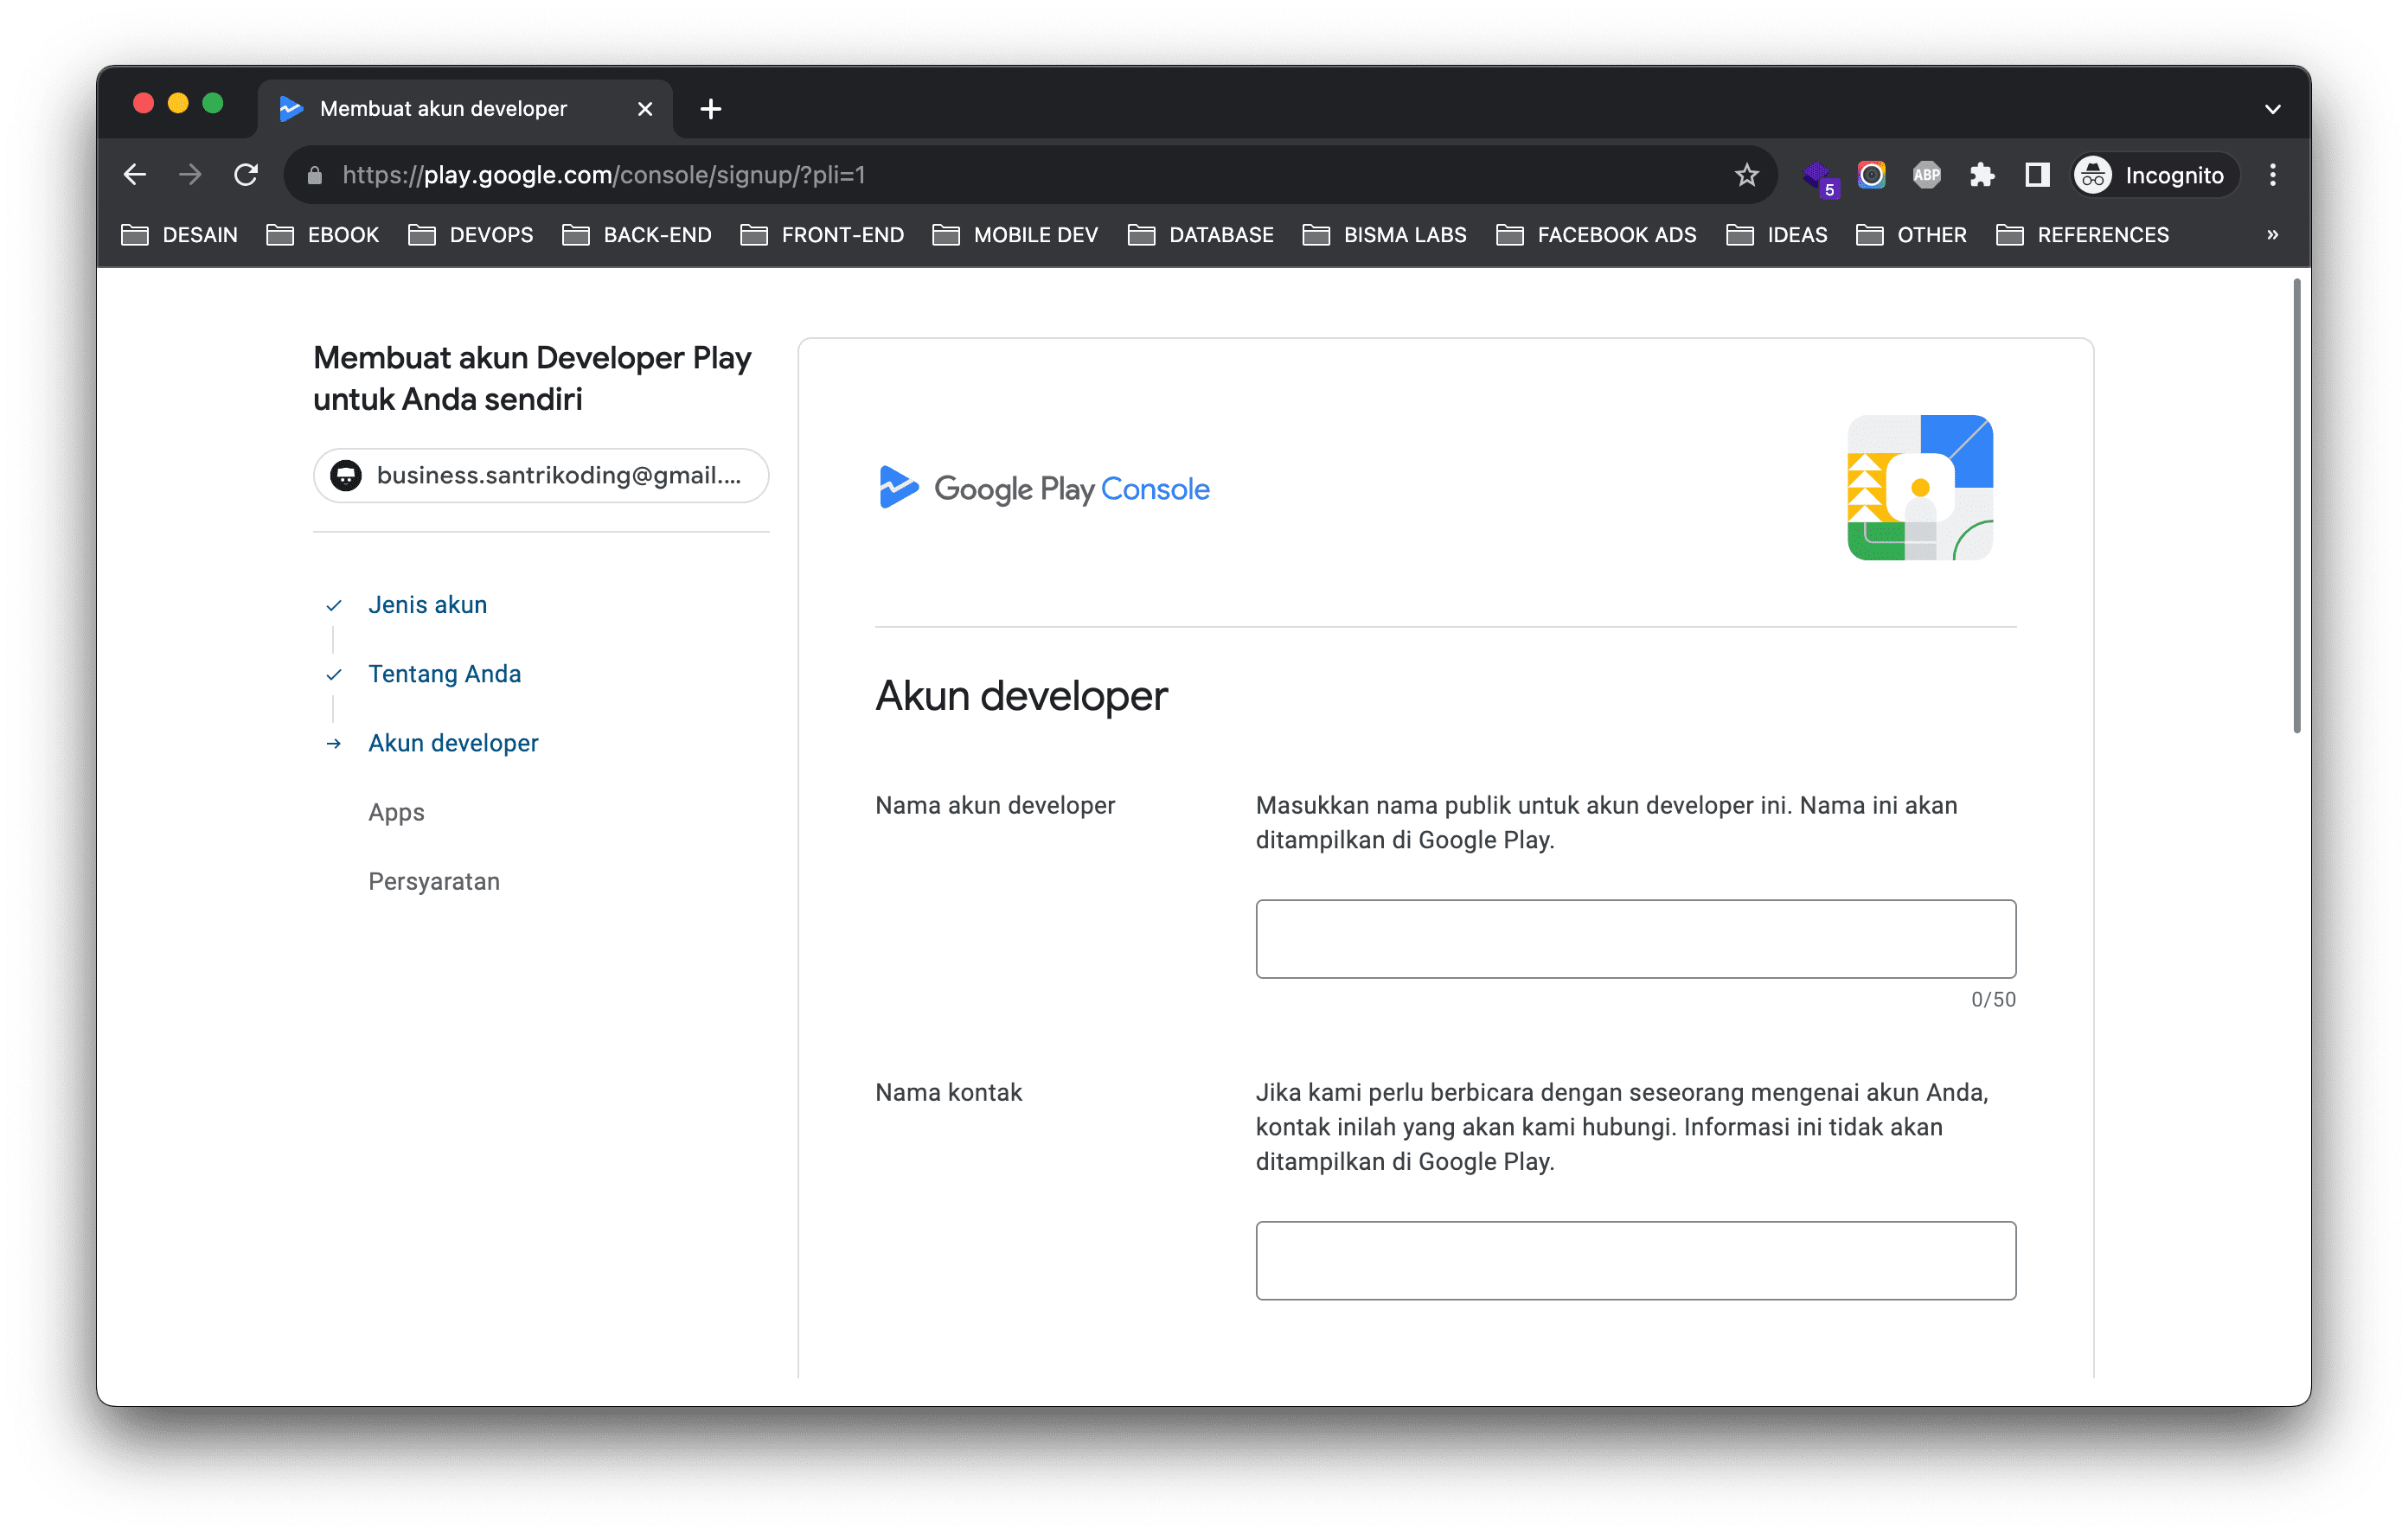 Membuat akun developer
https://play.google.com/console/signup/?pli=1
5
ABP
Incognito
DESAIN
EBOOK
DEVOPS
BACK-END
FRONT-END
MOBILE DEV
DATABASE
BISMA LABS
FACEBOOK ADS
IDEAS
OTHER
REFERENCES
»
Membuat akun Developer Play
untuk Anda sendiri
business.santrikoding@gmail....
Jenis akun
Tentang Anda
Akun developer
Apps
Persyaratan
Google Play Console
Akun developer
Nama akun developer
Masukkan nama publik untuk akun developer ini. Nama ini akan
ditampilkan di Google Play.
0/50
Nama kontak
Jika kami perlu berbicara dengan seseorang mengenai akun Anda,
kontak inilah yang akan kami hubungi. Informasi ini tidak akan
ditampilkan di Google Play.